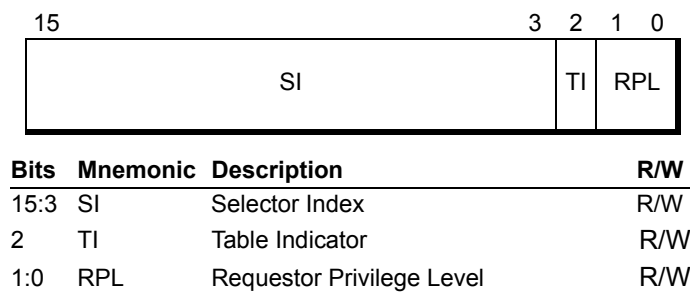 15 3 2 1 0
SI TI RPL
Bits Mnemonic Description R/W
15:3 SI Selector Index R/W
2 TI Table Indicator R/W
1:0 RPL Requestor Privilege Level R/W